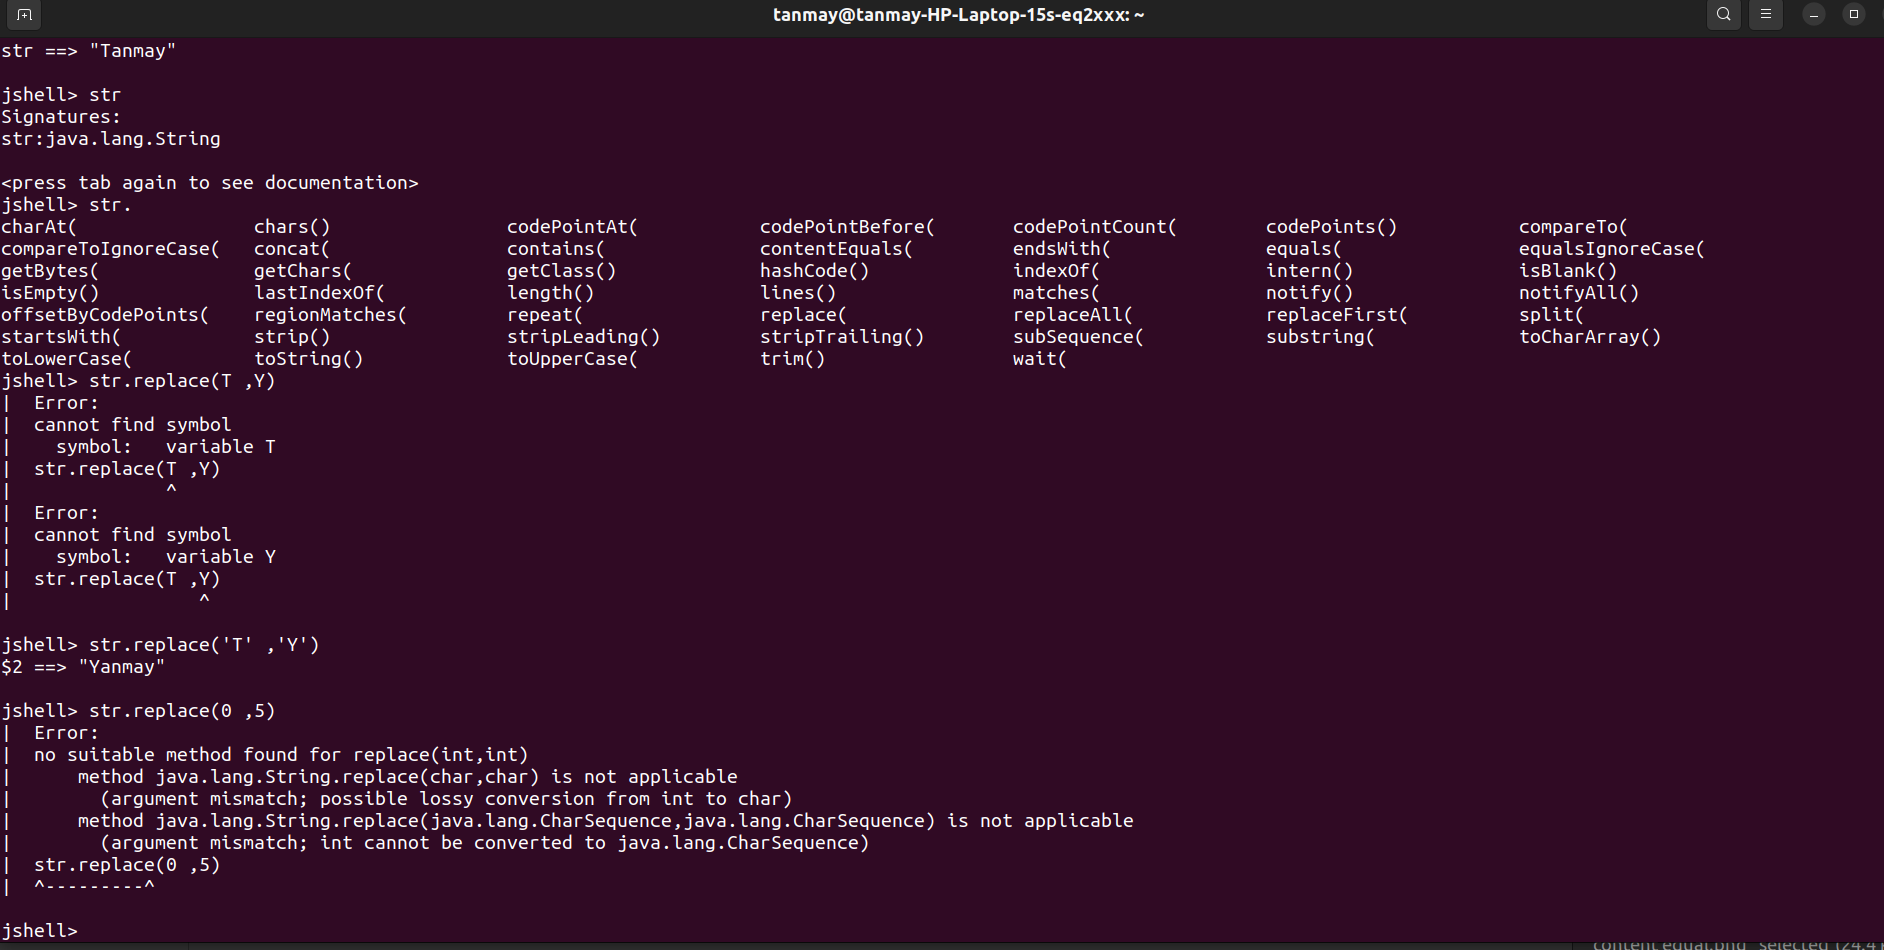 tanmay@tanmay-HP-Laptop-15s-eq2xxx: ~
str ==> "Tanmay"
jshell> str
Signatures:
str:java.lang.String
<press tab again to see documentation>
jshell> str.
charAt( chars() codePointAt( codePointBefore( codePointCount( codePoints() compareTo(
compareToIgnoreCase( concat( contains( contentEquals( endsWith( equals( equalsIgnoreCase(
getBytes( getChars( getClass() hashCode() indexOf( intern() isBlank()
isEmpty() lastIndexOf( length() lines() matches( notify() notifyAll()
offsetByCodePoints( regionMatches( repeat( replace( replaceAll( replaceFirst( split(
startsWith( strip() stripLeading() stripTrailing() subSequence( substring( toCharArray()
toLowerCase( toString() toUpperCase( trim() wait(
jshell> str.replace(T ,Y)
|  Error:
|  cannot find symbol
|    symbol:   variable T
|  str.replace(T ,Y)
|              ^
|  Error:
|  cannot find symbol
|    symbol:   variable Y
|  str.replace(T ,Y)
|                 ^
jshell> str.replace('T' ,'Y')
$2 ==> "Yanmay"
jshell> str.replace(0 ,5)
|  Error:
|  no suitable method found for replace(int,int)
|      method java.lang.String.replace(char,char) is not applicable
|        (argument mismatch; possible lossy conversion from int to char)
|      method java.lang.String.replace(java.lang.CharSequence,java.lang.CharSequence) is not applicable
|        (argument mismatch; int cannot be converted to java.lang.CharSequence)
|  str.replace(0 ,5)
|  ^---------^
jshell>
content equal.png" selected (24.4